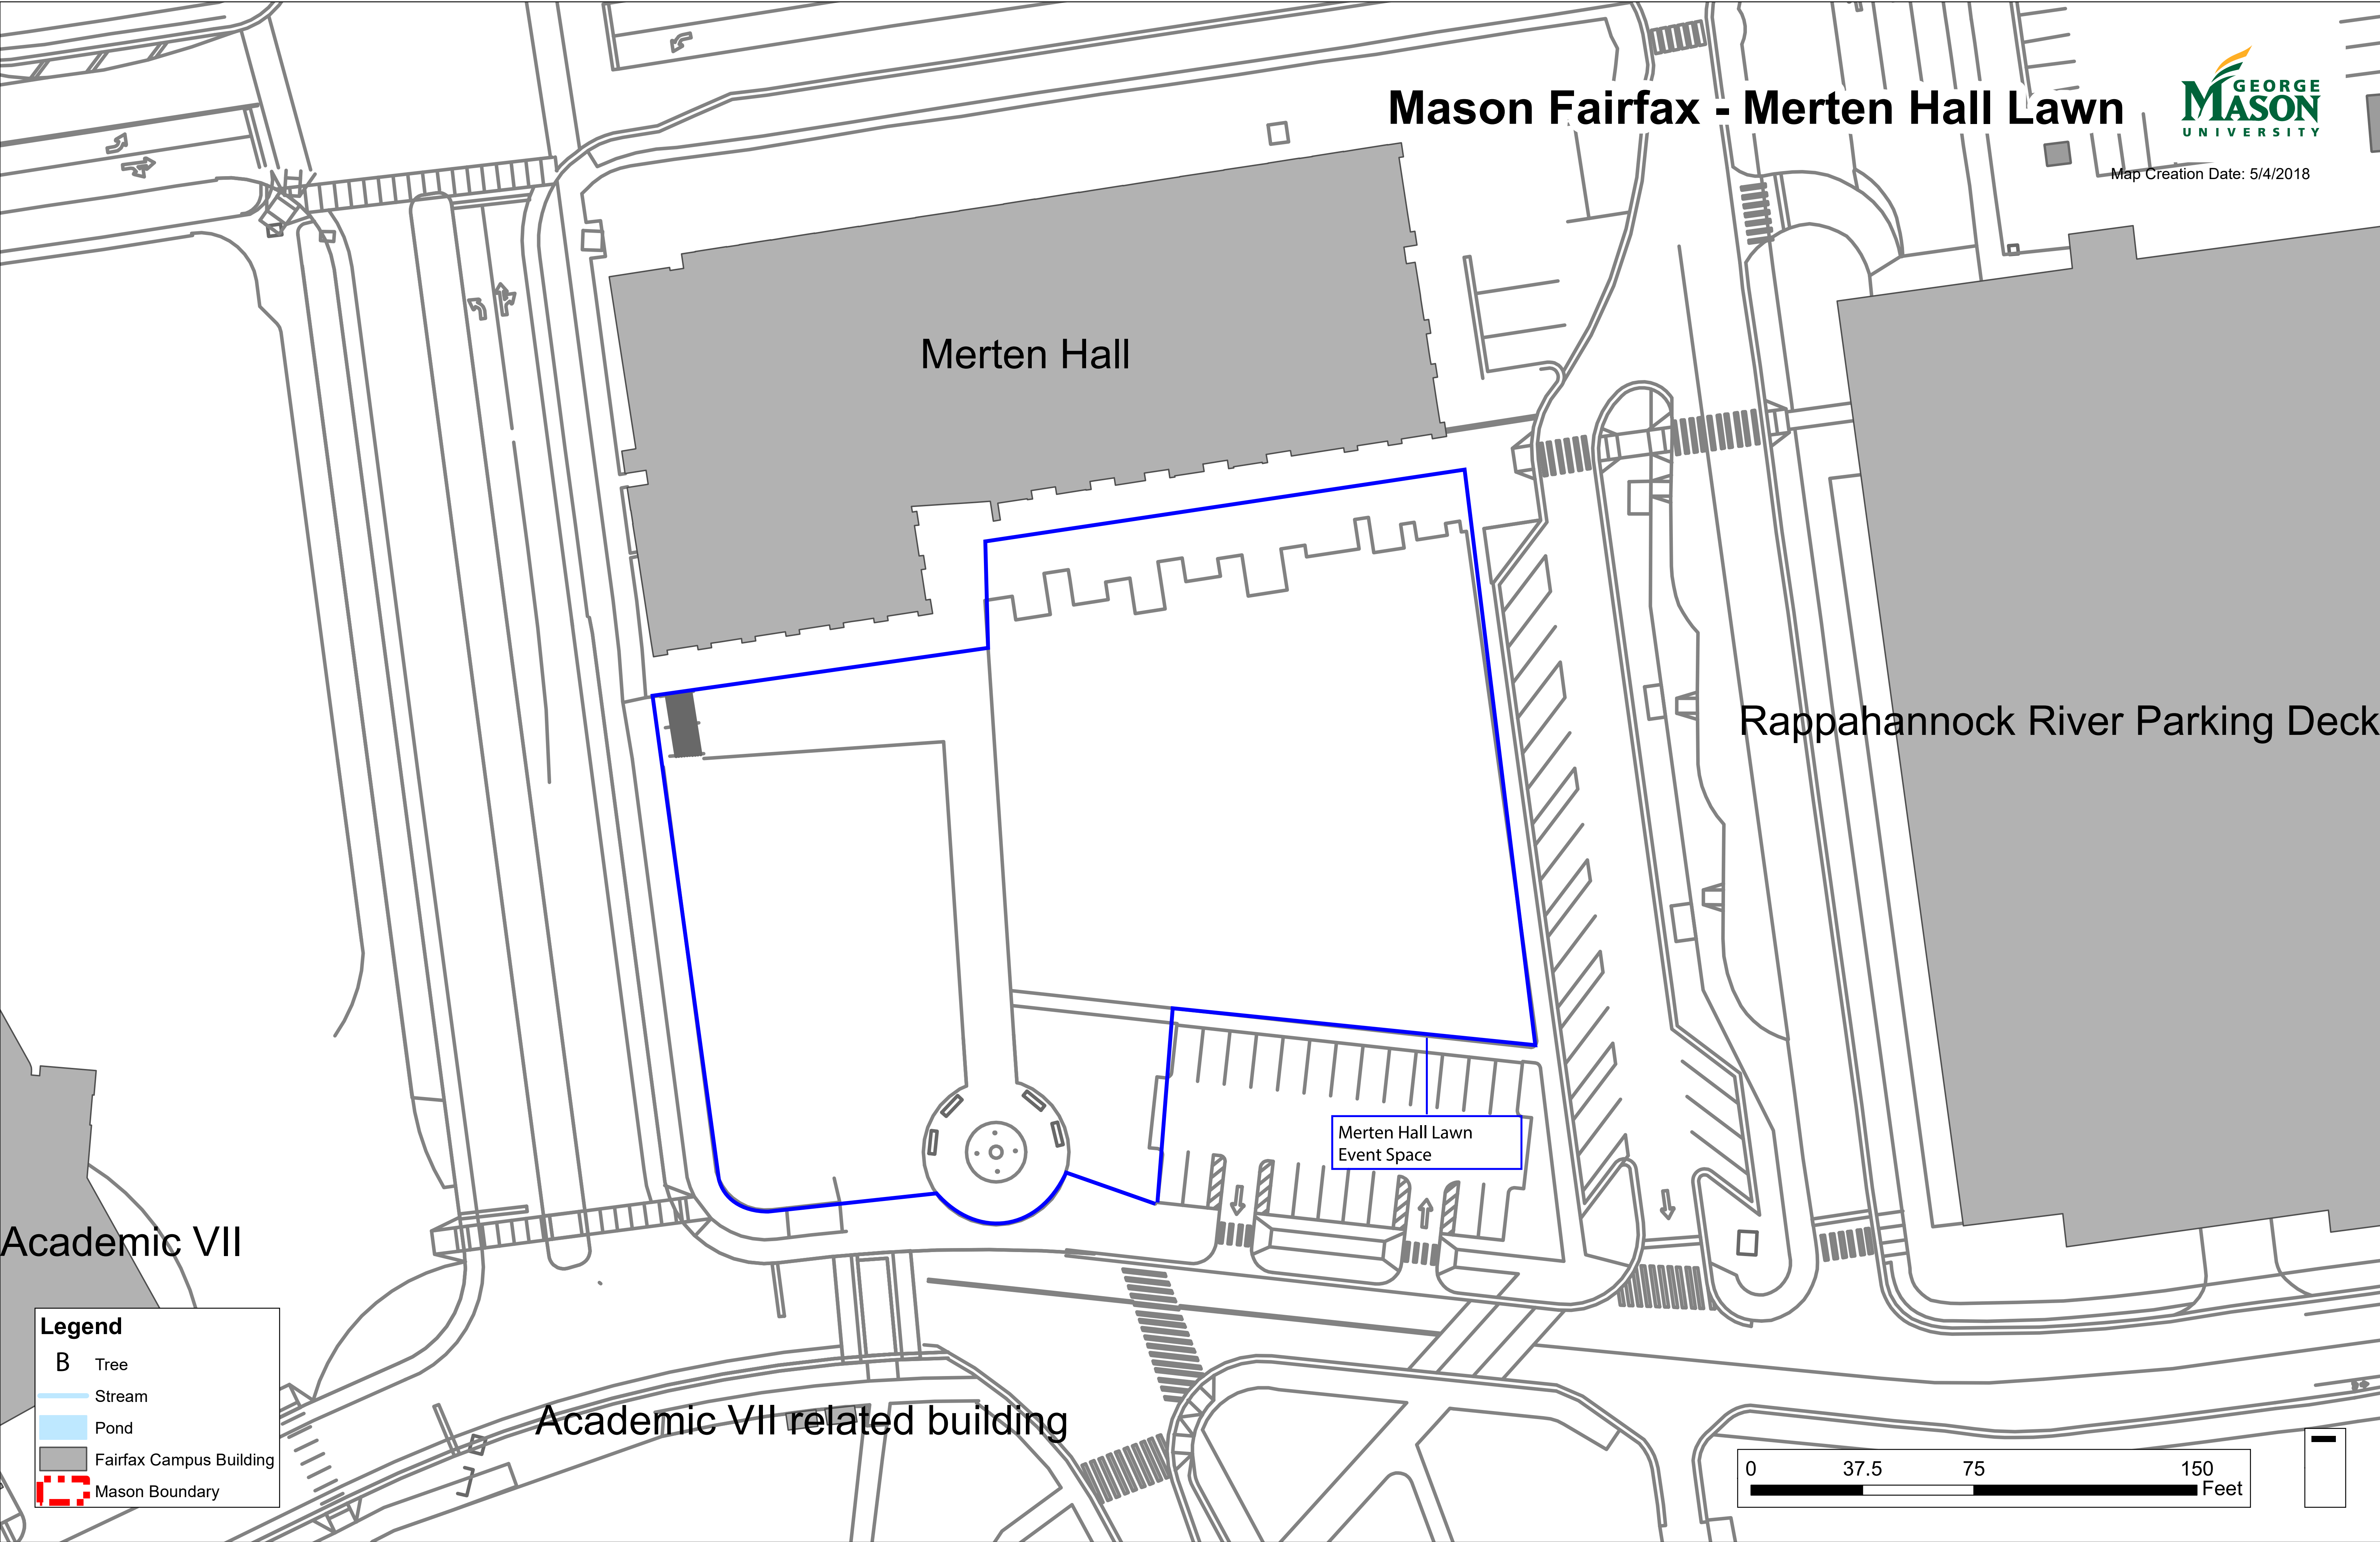 Mason Fairfax - Merten Hall Lawn
GEORGE
MASON
UNIVERSITY
Map Creation Date: 5/4/2018
Merten Hall
Rappahannock River Parking Deck
Merten Hall Lawn
Event Space
Academic VII
Academic VII related building
Legend
B Tree
Stream
Pond
Fairfax Campus Building
Mason Boundary
0 37.5 75 150
Feet